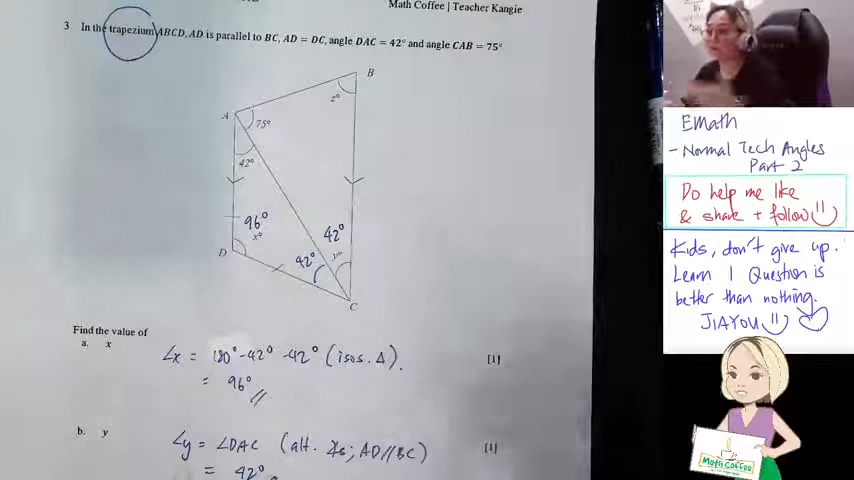 Math Coffee | Teacher Kangie
3 In the trapezium ABCD, AD is parallel to BC, AD = DC, angle DAC = 42° and angle CAB = 75°
B
z°
A
75°
42°
96°
x°
42°
D
42°
y°
C
Find the value of
a. x
∠x = 180° - 42° - 42° (isos. Δ).
[1]
= 96°//
b. y
∠y = ∠DAC (alt. ∠s; AD//BC)
[1]
= 42°
EMath
- Normal Tech Angles
Part 2
Do help me like
& share + follow
Kids, don't give up.
Learn 1 Question is
better than nothing.
JIAYOU
Math Coffee